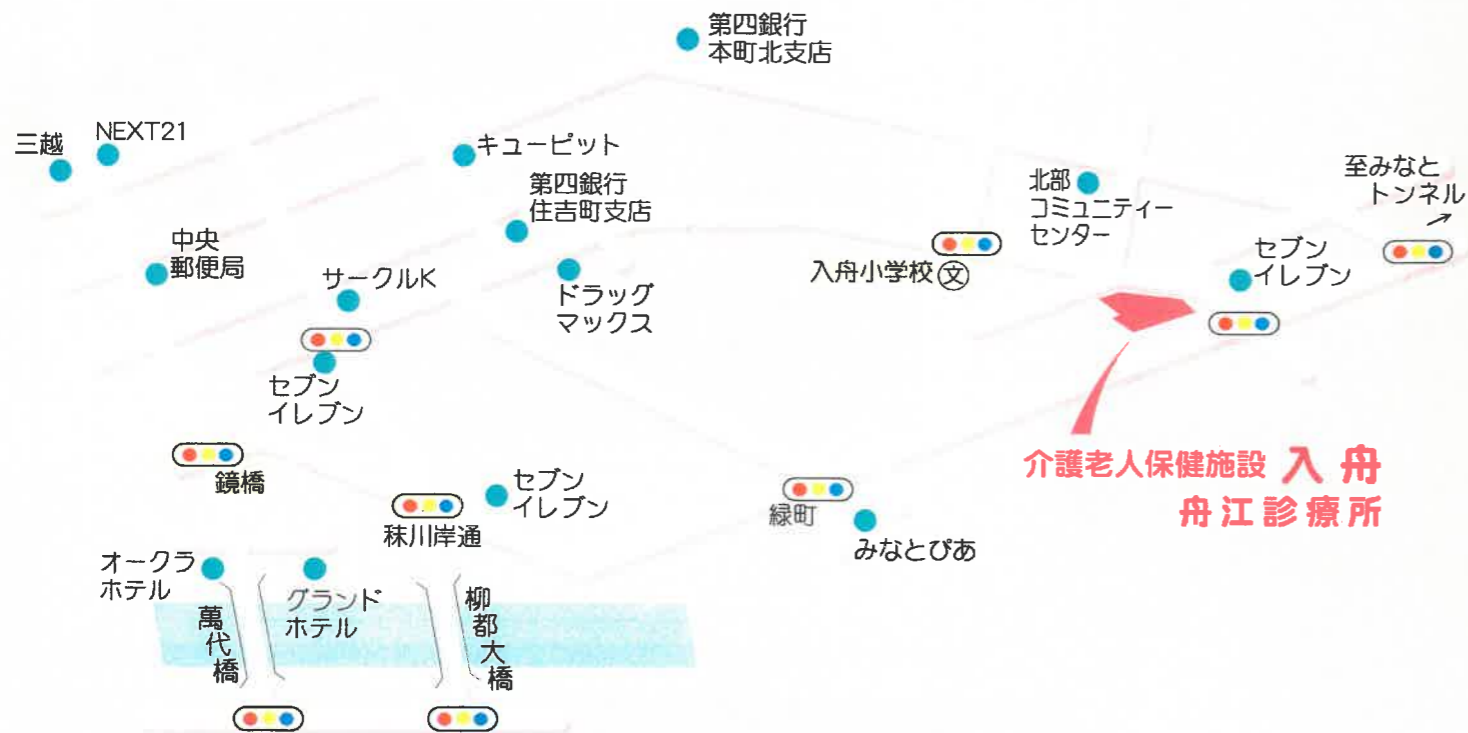 第四銀行
本町北支店
三越
NEXT21
キューピット
第四銀行
住吉町支店
北部
コミュニティー
センター
至みなと
トンネル
中央
郵便局
サークルK
ドラッグ
マックス
入舟小学校 文
セブン
イレブン
セブン
イレブン
鏡橋
秣川岸通
セブン
イレブン
緑町
みなとぴあ
介護老人保健施設 入舟
舟江診療所
オークラ
ホテル
萬代橋
グランド
ホテル
柳都大橋